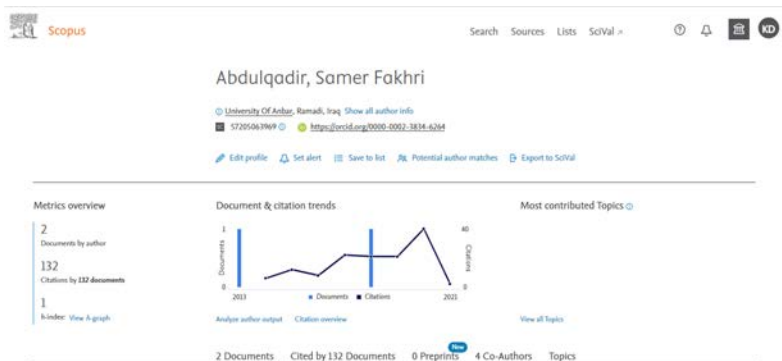 Scopus
Search Sources Lists SciVal
KD
Abdulqadir, Samer Fakhri
University Of Anbar, Ramadi, Iraq Show all author info
SC 57205063969 https://orcid.org/0000-0002-3834-6264
Edit profile Set alert Save to list Potential author matches Export to SciVal
Metrics overview
2
Documents by author
132
Citations by 132 documents
1
h-index: View h-graph
Document & citation trends
1
0
Documents
40
0
Citations
2013
2021
Documents Citations
Analyze author output Citation overview
Most contributed Topics
View all Topics
New
2 Documents Cited by 132 Documents 0 Preprints 4 Co-Authors Topics